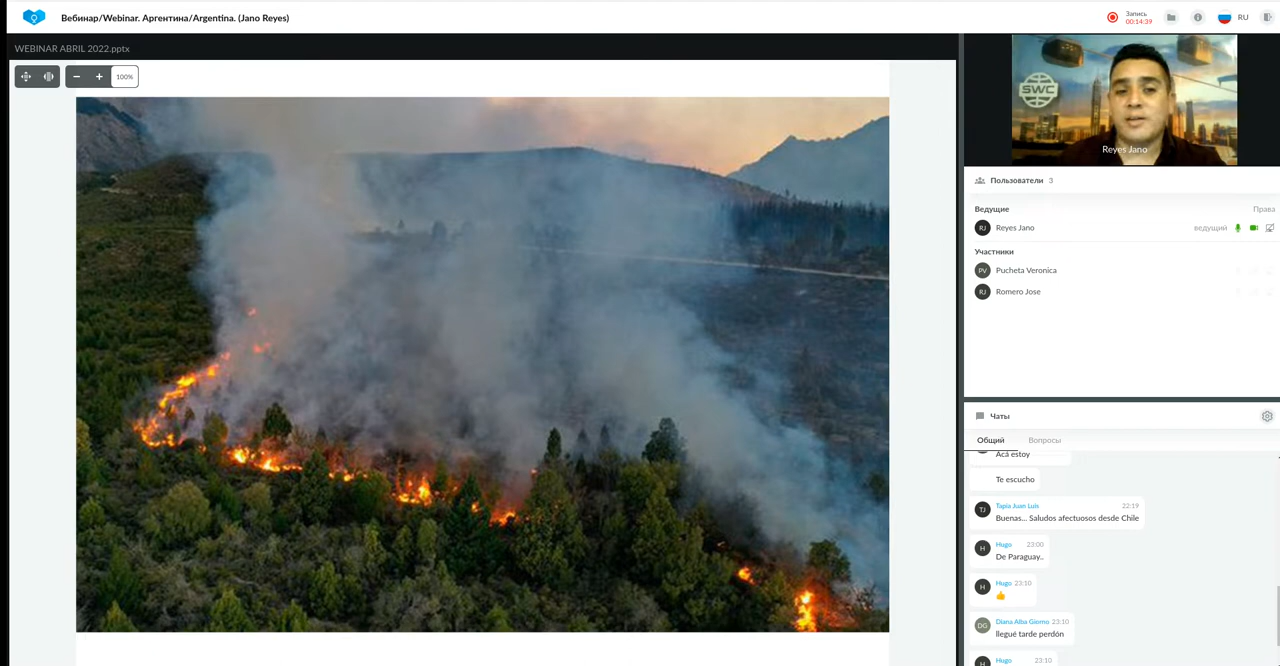 Вебинар/Webinar. Аргентина/Argentina. (Jano Reyes)
Запись
00:14:39
RU
WEBINAR ABRIL 2022.pptx
100%
SWC
Reyes Jano
Пользователи 3
Ведущие Права
RJ Reyes Jano ведущий
Участники
PV Pucheta Veronica
RJ Romero Jose
Чаты
Общий Вопросы
Acá estoy
Te escucho
TJ Tapia Juan Luis 22:19
Buenas... Saludos afectuosos desde Chile
H Hugo 23:00
De Paraguay..
H Hugo 23:10
👍
DG Diana Alba Giorno 23:10
llegué tarde perdón
H Hugo 23:10